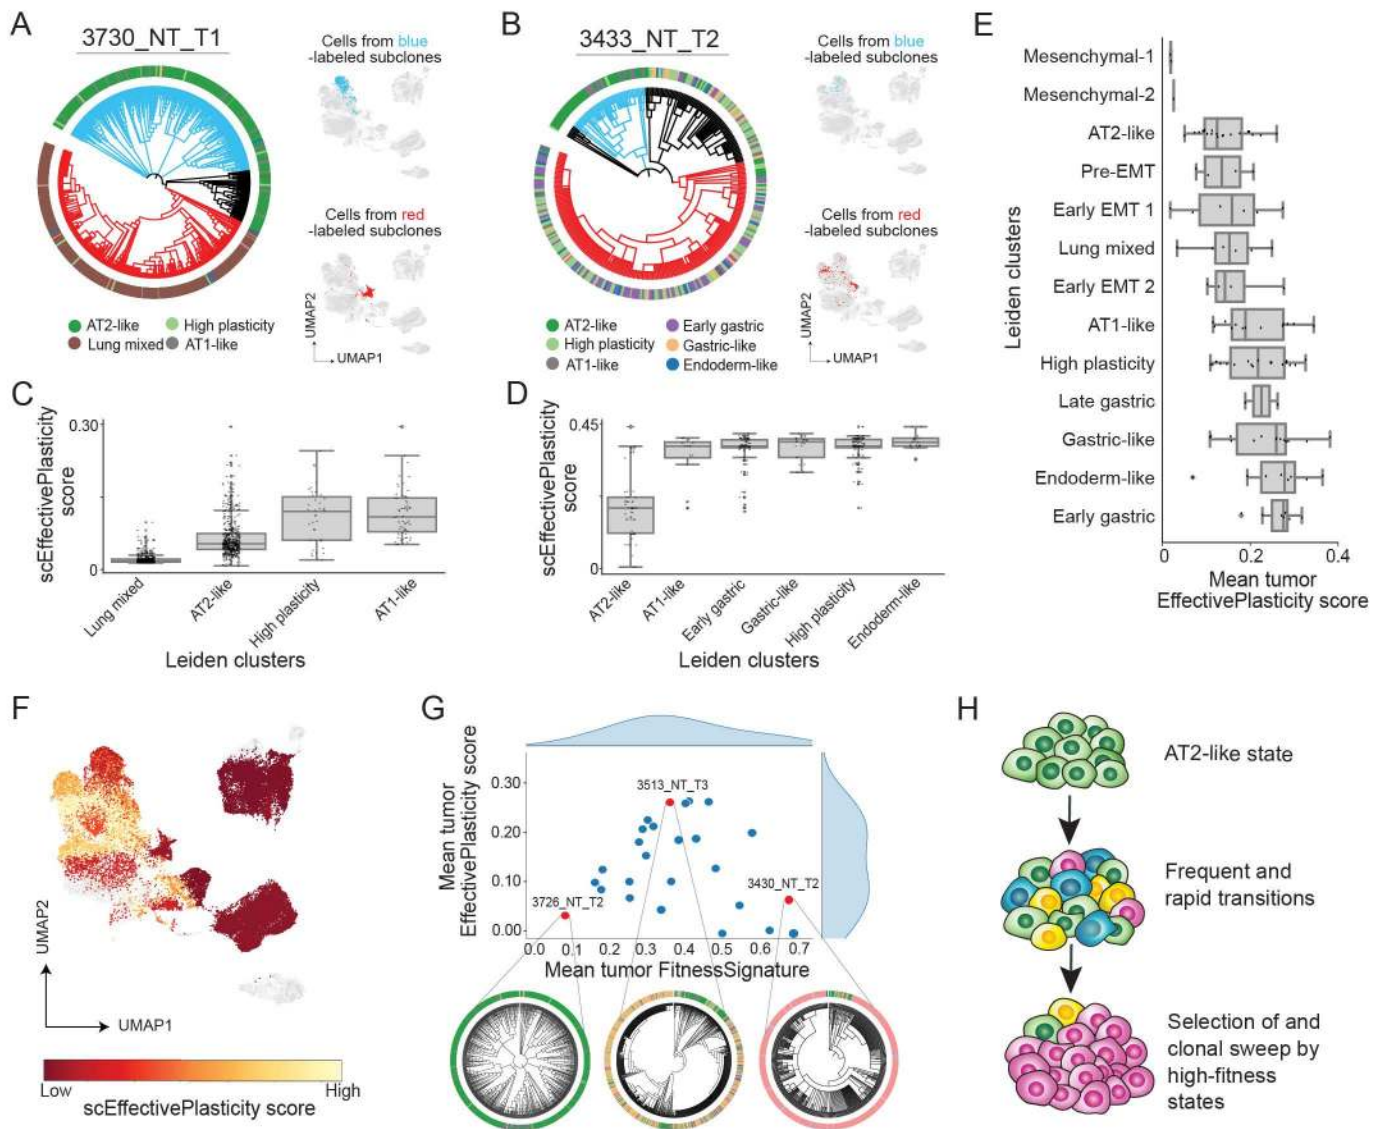 A
3730_NT_T1
Cells from blue
-labeled subclones
Cells from red
-labeled subclones
UMAP2
UMAP1
AT2-like
High plasticity
Lung mixed
AT1-like
B
3433_NT_T2
Cells from blue
-labeled subclones
Cells from red
-labeled subclones
UMAP2
UMAP1
AT2-like
Early gastric
High plasticity
Gastric-like
AT1-like
Endoderm-like
C
scEffectivePlasticity
score
0.30
0
Lung mixed
AT2-like
High plasticity
AT1-like
Leiden clusters
D
scEffectivePlasticity
score
0.45
0
AT2-like
AT1-like
Early gastric
Gastric-like
High plasticity
Endoderm-like
Leiden clusters
E
Leiden clusters
Mesenchymal-1
Mesenchymal-2
AT2-like
Pre-EMT
Early EMT 1
Lung mixed
Early EMT 2
AT1-like
High plasticity
Late gastric
Gastric-like
Endoderm-like
Early gastric
0 0.2 0.4
Mean tumor
EffectivePlasticity score
F
UMAP2
UMAP1
Low High
scEffectivePlasticity score
G
Mean tumor
EffectivePlasticity score
0.30
0.20
0.10
0.00
3513_NT_T3
3726_NT_T2
3430_NT_T2
0.0 0.1 0.2 0.3 0.4 0.5 0.6 0.7
Mean tumor FitnessSignature
H
AT2-like state
Frequent and
rapid transitions
Selection of and
clonal sweep by
high-fitness
states